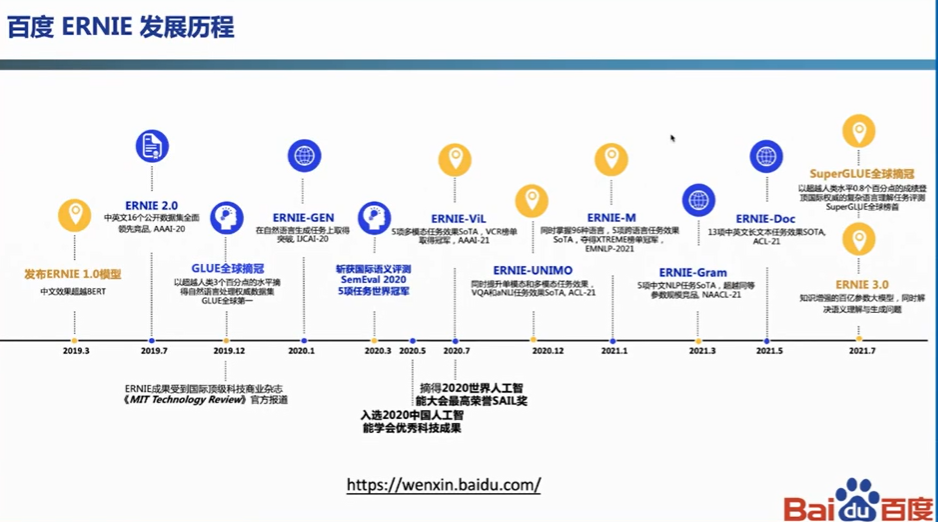 百度 ERNIE 发展历程
发布ERNIE 1.0模型
中文效果超越BERT
2019.3
ERNIE 2.0
中英文16个公开数据集全面
领先竞品, AAAI-20
2019.7
GLUE全球摘冠
以超越人类3个百分点的水平摘
得自然语言处理权威数据集
GLUE全球第一
2019.12
ERNIE成果受到国际顶级科技商业杂志
《MIT Technology Review》官方报道
ERNIE-GEN
在自然语言生成任务上取得
突破, IJCAI-20
2020.1
斩获国际语义评测
SemEval 2020
5项任务世界冠军
2020.3
2020.5
入选2020中国人工智
能学会优秀科技成果
ERNIE-ViL
5项多模态任务效果SoTA，VCR榜单
取得冠军，AAAI-21
2020.7
摘得2020世界人工智
能大会最高荣誉SAIL奖
ERNIE-UNIMO
同时提升单模态和多模态任务效果，
VQA和aNLI任务效果SoTA, ACL-21
2020.12
ERNIE-M
同时掌握96种语言，5项跨语言任务效果
SoTA，夺得XTREME榜单冠军，
EMNLP-2021
2021.1
ERNIE-Gram
5项中文NLP任务SoTA，超越同等
参数规模竞品, NAACL-21
2021.3
ERNIE-Doc
13项中英文长文本任务效果SOTA,
ACL-21
2021.5
SuperGLUE全球摘冠
以超越人类水平0.8个百分点的成绩登
顶国际权威的复杂语言理解任务评测
SuperGLUE全球榜首
ERNIE 3.0
知识增强的百亿参数大模型，同时解
决语义理解与生成问题
2021.7
https://wenxin.baidu.com/
Bai du 百度